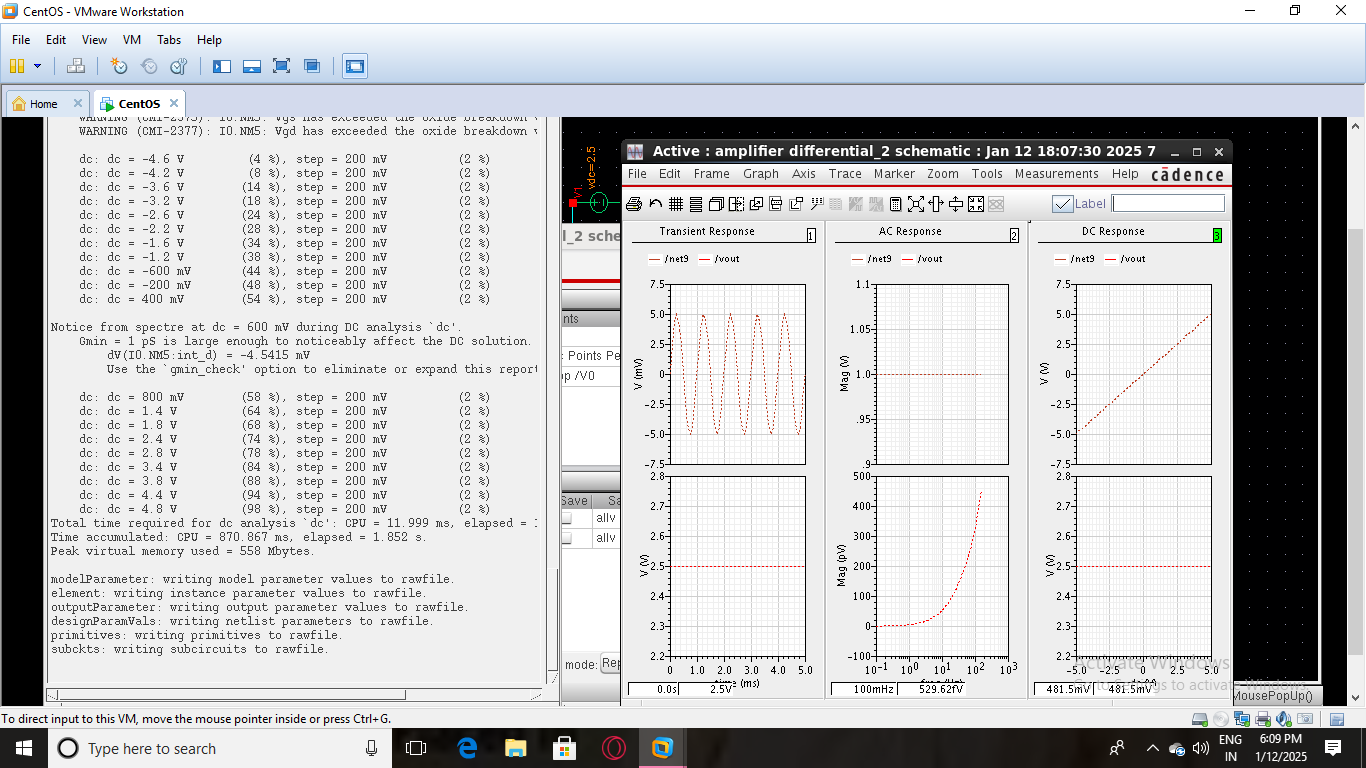 CentOS - VMware Workstation
File Edit View VM Tabs Help
Home CentOS
WARNING (CMI-2375): I0.NM5: Vgs has exceeded the oxide breakdown v
WARNING (CMI-2377): I0.NM5: Vgd has exceeded the oxide breakdown v
dc: dc = -4.6 V (4 %), step = 200 mV (2 %)
dc: dc = -4.2 V (8 %), step = 200 mV (2 %)
dc: dc = -3.6 V (14 %), step = 200 mV (2 %)
dc: dc = -3.2 V (18 %), step = 200 mV (2 %)
dc: dc = -2.6 V (24 %), step = 200 mV (2 %)
dc: dc = -2.2 V (28 %), step = 200 mV (2 %)
dc: dc = -1.6 V (34 %), step = 200 mV (2 %)
dc: dc = -1.2 V (38 %), step = 200 mV (2 %)
dc: dc = -600 mV (44 %), step = 200 mV (2 %)
dc: dc = -200 mV (48 %), step = 200 mV (2 %)
dc: dc = 400 mV (54 %), step = 200 mV (2 %)
Notice from spectre at dc = 600 mV during DC analysis `dc'.
Gmin = 1 pS is large enough to noticeably affect the DC solution.
dV(I0.NM5:int_d) = -4.5415 mV
Use the `gmin_check' option to eliminate or expand this report
dc: dc = 800 mV (58 %), step = 200 mV (2 %)
dc: dc = 1.4 V (64 %), step = 200 mV (2 %)
dc: dc = 1.8 V (68 %), step = 200 mV (2 %)
dc: dc = 2.4 V (74 %), step = 200 mV (2 %)
dc: dc = 2.8 V (78 %), step = 200 mV (2 %)
dc: dc = 3.4 V (84 %), step = 200 mV (2 %)
dc: dc = 3.8 V (88 %), step = 200 mV (2 %)
dc: dc = 4.4 V (94 %), step = 200 mV (2 %)
dc: dc = 4.8 V (98 %), step = 200 mV (2 %)
Total time required for dc analysis `dc': CPU = 11.999 ms, elapsed =
Time accumulated: CPU = 870.867 ms, elapsed = 1.852 s.
Peak virtual memory used = 558 Mbytes.
modelParameter: writing model parameter values to rawfile.
element: writing instance parameter values to rawfile.
outputParameter: writing output parameter values to rawfile.
designParamVals: writing netlist parameters to rawfile.
primitives: writing primitives to rawfile.
subckts: writing subcircuits to rawfile.
vdc=2.5
V1
l_2 sche
nts
Points Pe
op /V0
Save Sa
allv
allv
mode: Rep
Active : amplifier differential_2 schematic : Jan 12 18:07:30 2025 7
File Edit Frame Graph Axis Trace Marker Zoom Tools Measurements Help cādence
Label
Transient Response 1
/net9 /vout
7.5
5.0
2.5
0
-2.5
-5.0
-7.5
V (mV)
2.8
2.7
2.6
2.5
2.4
2.3
2.2
V (V)
0 1.0 2.0 3.0 4.0 5.0
time (ms)
0.0s 2.5V
AC Response 2
/net9 /vout
1.1
1.05
1.0
.95
.9
Mag (V)
500
400
300
200
100
0
-100
Mag (pV)
10-1 100 101 102 103
100mHz 529.62fV
DC Response 3
/net9 /vout
7.5
5.0
2.5
0
-2.5
-5.0
-7.5
V (V)
2.8
2.7
2.6
2.5
2.4
2.3
2.2
V (V)
-5.0 -2.5 0 2.5 5.0
481.5mV 481.5mV
Activate Windows
Go to Settings to activate Windows.
MousePopUp()
To direct input to this VM, move the mouse pointer inside or press Ctrl+G.
Type here to search
ENG
IN
6:09 PM
1/12/2025